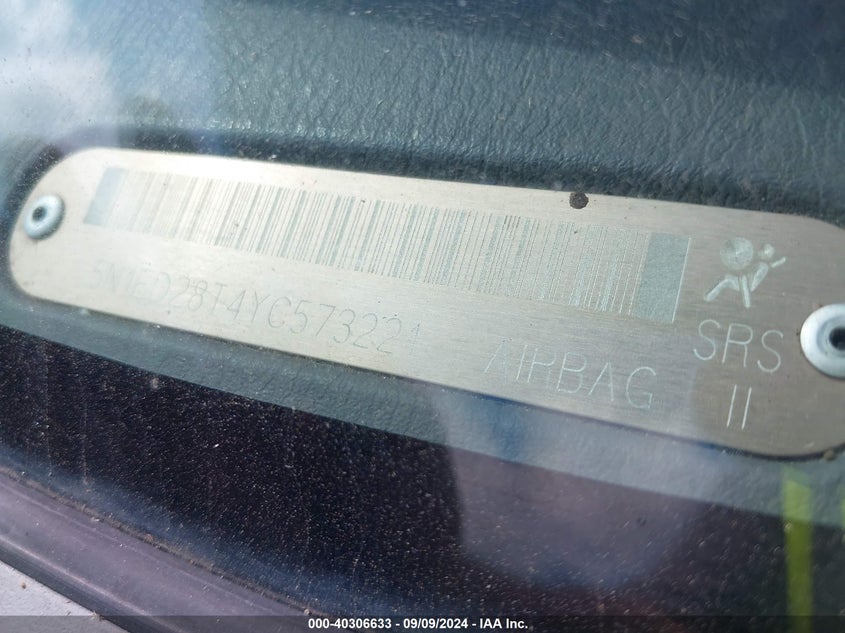 5N1ED28T4YC573221
AIRBAG
SRS
II
000-40306633 - 09/09/2024 - IAA Inc.